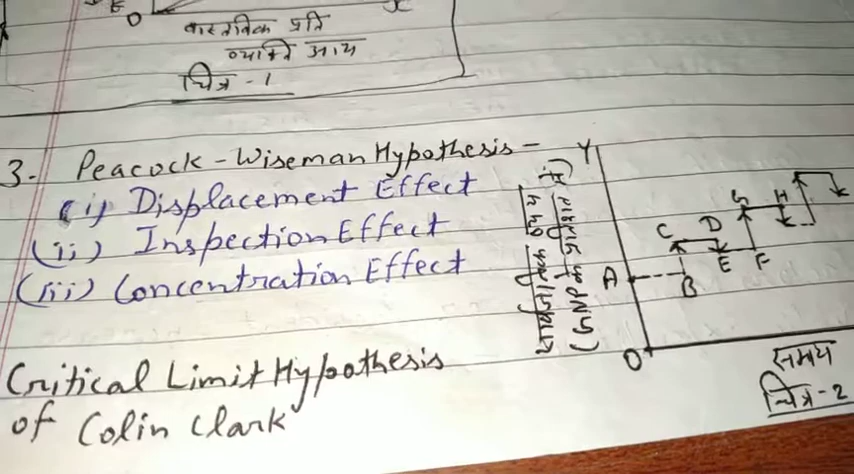 O
वास्तविक प्रति
व्यक्ति आय
चित्र-1
3. Peacock-Wiseman Hypothesis-
(i) Displacement Effect
(ii) Inspection Effect
(iii) Concentration Effect
Critical Limit Hypothesis
of Colin Clark
Y
G H
C D
E F
A
B
O
समय
चित्र-2